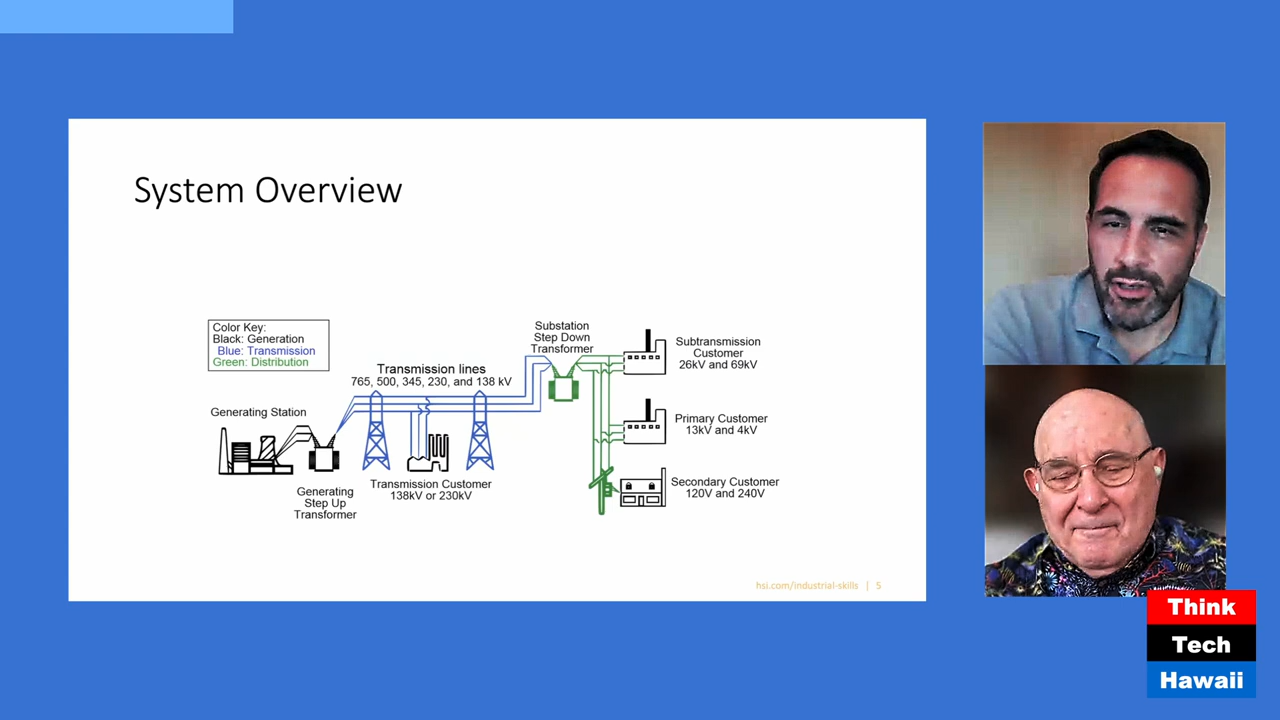 System Overview
Color Key:
Black: Generation
Blue: Transmission
Green: Distribution
Generating Station
Generating
Step Up
Transformer
Transmission lines
765, 500, 345, 230, and 138 kV
Transmission Customer
138kV or 230kV
Substation
Step Down
Transformer
Subtransmission
Customer
26kV and 69kV
Primary Customer
13kV and 4kV
Secondary Customer
120V and 240V
hsi.com/industrial-skills | 5
Think
Tech
Hawaii